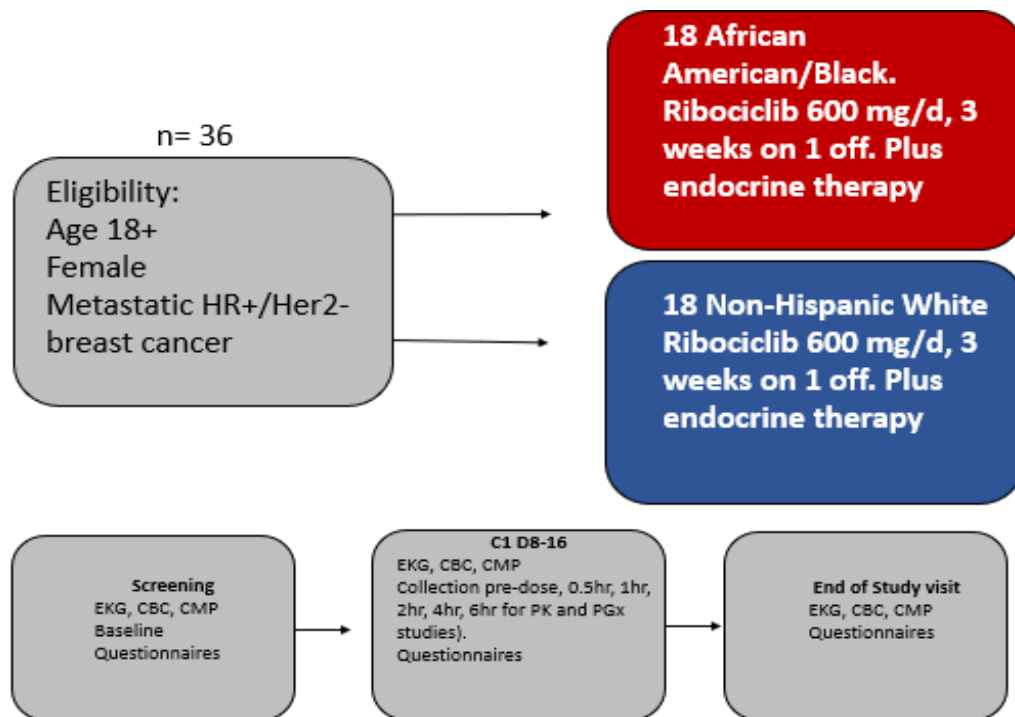 n= 36
Eligibility:
Age 18+
Female
Metastatic HR+/Her2-
breast cancer
18 African
American/Black.
Ribociclib 600 mg/d, 3
weeks on 1 off. Plus
endocrine therapy
18 Non-Hispanic White
Ribociclib 600 mg/d, 3
weeks on 1 off. Plus
endocrine therapy
Screening
EKG, CBC, CMP
Baseline
Questionnaires
C1 D8-16
EKG, CBC, CMP
Collection pre-dose, 0.5hr, 1hr,
2hr, 4hr, 6hr for PK and PGx
studies).
Questionnaires
End of Study visit
EKG, CBC, CMP
Questionnaires